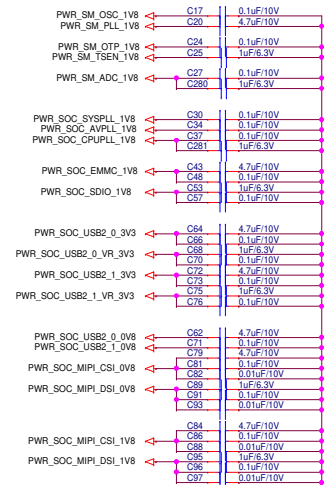 PWR_SM_OSC_1V8 C17 0.1uF/10V
PWR_SM_PLL_1V8 C20 4.7uF/10V
PWR_SM_OTP_1V8 C24 0.1uF/10V
PWR_SM_TSEN_1V8 C25 1uF/6.3V
PWR_SM_ADC_1V8 C27 0.1uF/10V
C280 1uF/6.3V
PWR_SOC_SYSPLL_1V8 C30 0.1uF/10V
PWR_SOC_AVPLL_1V8 C34 0.1uF/10V
PWR_SOC_CPUPLL_1V8 C37 0.1uF/10V
C281 1uF/6.3V
PWR_SOC_EMMC_1V8 C43 4.7uF/10V
C48 0.1uF/10V
PWR_SOC_SDIO_1V8 C53 1uF/6.3V
C57 0.1uF/10V
PWR_SOC_USB2_0_3V3 C64 4.7uF/10V
C66 0.1uF/10V
PWR_SOC_USB2_0_VR_3V3 C68 1uF/6.3V
C70 0.1uF/10V
PWR_SOC_USB2_1_3V3 C72 4.7uF/10V
C73 0.1uF/10V
PWR_SOC_USB2_1_VR_3V3 C75 1uF/6.3V
C76 0.1uF/10V
PWR_SOC_USB2_0_0V8 C62 4.7uF/10V
PWR_SOC_USB2_1_0V8 C71 0.1uF/10V
C79 4.7uF/10V
PWR_SOC_MIPI_CSI_0V8 C81 0.1uF/10V
C82 0.01uF/10V
PWR_SOC_MIPI_DSI_0V8 C89 1uF/6.3V
C91 0.1uF/10V
C93 0.01uF/10V
C84 4.7uF/10V
PWR_SOC_MIPI_CSI_1V8 C86 0.1uF/10V
C88 0.01uF/10V
PWR_SOC_MIPI_DSI_1V8 C95 1uF/6.3V
C96 0.1uF/10V
C97 0.01uF/10V